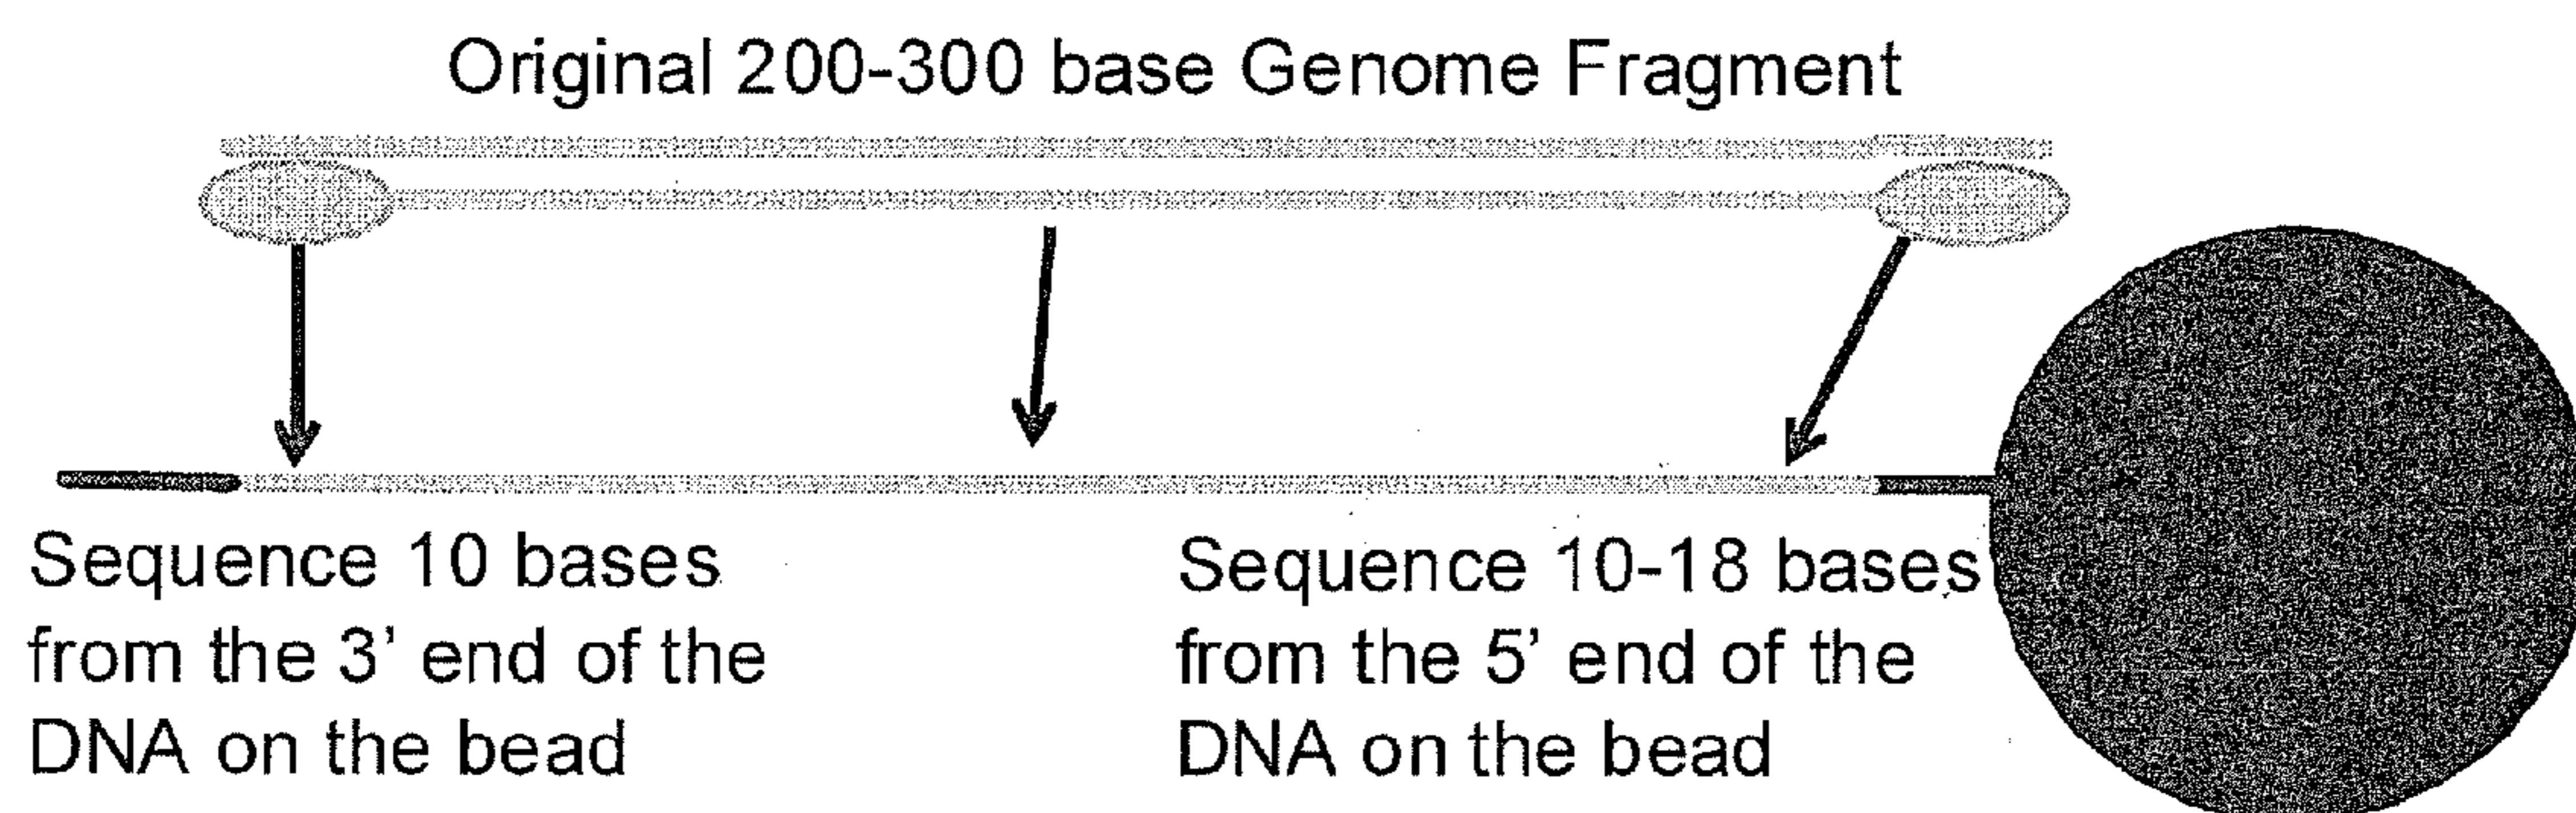 Original 200-300 base Genome Fragment
Sequence 10 bases
from the 3' end of the
DNA on the bead
Sequence 10-18 bases
from the 5' end of the
DNA on the bead